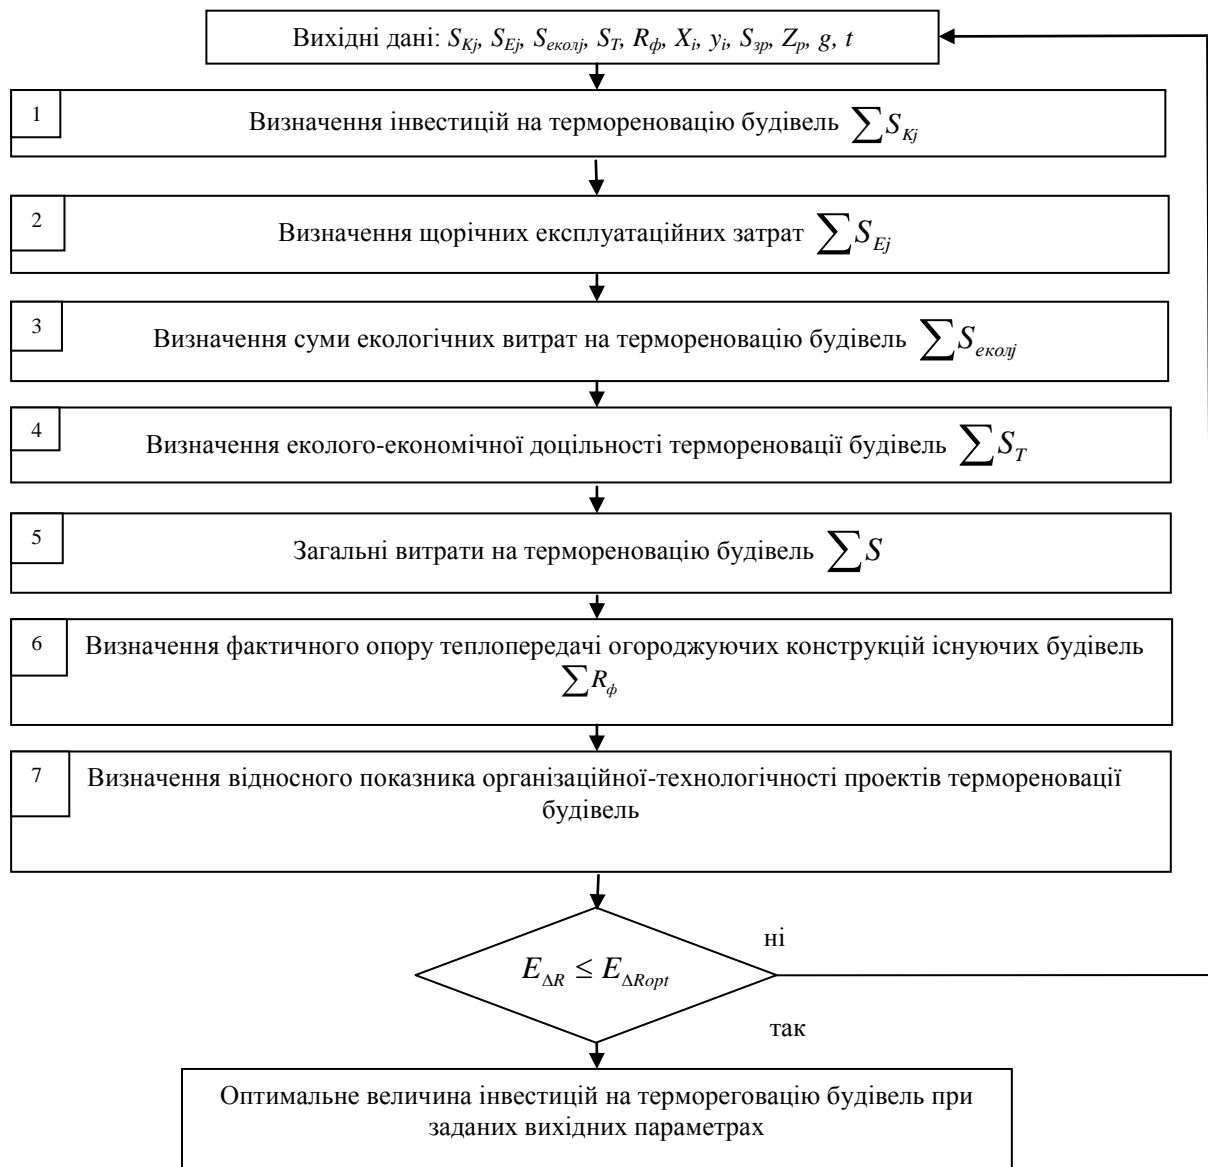 Вихідні дані: S_Kj, S_Ej, S_еколj, S_T, R_ф, X_i, y_i, S_зр, Z_p, g, t
1
Визначення інвестицій на термореновацію будівель ∑S_Kj
2
Визначення щорічних експлуатаційних затрат ∑S_Ej
3
Визначення суми екологічних витрат на термореновацію будівель ∑S_еколj
4
Визначення еколого-економічної доцільності термореновації будівель ∑S_T
5
Загальні витрати на термореновацію будівель ∑S
6
Визначення фактичного опору теплопередачі огороджуючих конструкцій існуючих будівель
∑R_ф
7
Визначення відносного показника організаційної-технологічності проектів термореновації
будівель
ні
E_ΔR ≤ E_ΔRopt
так
Оптимальне величина інвестицій на термореговацію будівель при
заданих вихідних параметрах